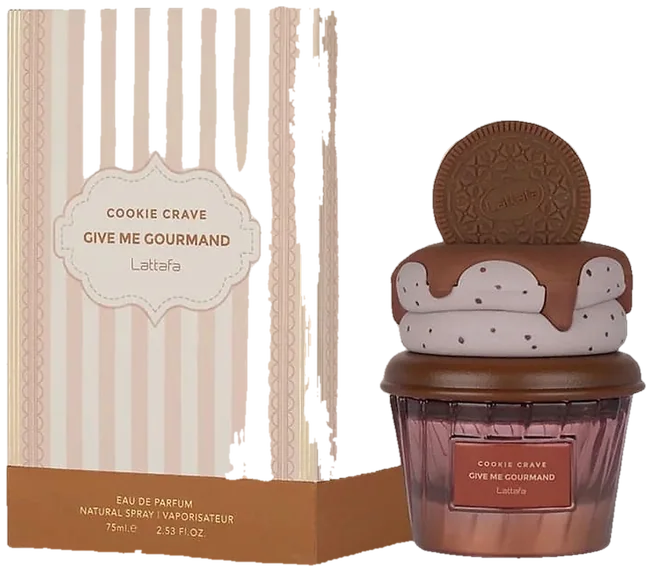 COOKIE CRAVE
GIVE ME GOURMAND
Lattafa
EAU DE PARFUM
NATURAL SPRAY | VAPORISATEUR
75ml.e 2.53 Fl.OZ.
Lattafa
COOKIE CRAVE
GIVE ME GOURMAND
Lattafa